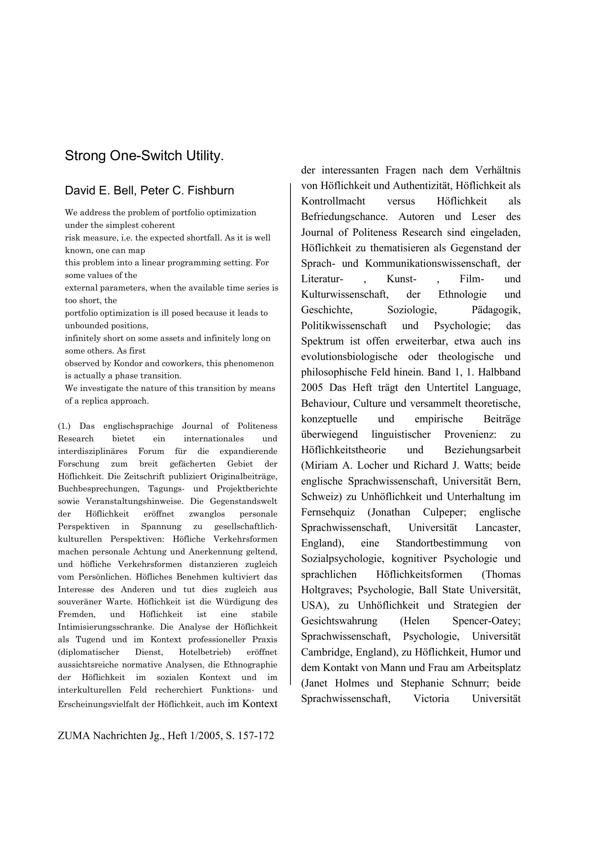 Strong One-Switch Utility.
David E. Bell, Peter C. Fishburn
We address the problem of portfolio optimization
under the simplest coherent
risk measure, i.e. the expected shortfall. As it is well
known, one can map
this problem into a linear programming setting. For
some values of the
external parameters, when the available time series is
too short, the
portfolio optimization is ill posed because it leads to
unbounded positions,
infinitely short on some assets and infinitely long on
some others. As first
observed by Kondor and coworkers, this phenomenon
is actually a phase transition.
We investigate the nature of this transition by means
of a replica approach.
(1.) Das englischsprachige Journal of Politeness
Research bietet ein internationales und
interdisziplinäres Forum für die expandierende
Forschung zum breit gefächerten Gebiet der
Höflichkeit. Die Zeitschrift publiziert Originalbeiträge,
Buchbesprechungen, Tagungs- und Projektberichte
sowie Veranstaltungshinweise. Die Gegenstandswelt
der Höflichkeit eröffnet zwanglos personale
Perspektiven in Spannung zu gesellschaftlich-
kulturellen Perspektiven: Höfliche Verkehrsformen
machen personale Achtung und Anerkennung geltend,
und höfliche Verkehrsformen distanzieren zugleich
vom Persönlichen. Höfliches Benehmen kultiviert das
Interesse des Anderen und tut dies zugleich aus
souveräner Warte. Höflichkeit ist die Würdigung des
Fremden, und Höflichkeit ist eine stabile
Intimisierungsschranke. Die Analyse der Höflichkeit
als Tugend und im Kontext professioneller Praxis
(diplomatischer Dienst, Hotelbetrieb) eröffnet
aussichtsreiche normative Analysen, die Ethnographie
der Höflichkeit im sozialen Kontext und im
interkulturellen Feld recherchiert Funktions- und
Erscheinungsvielfalt der Höflichkeit, auch im Kontext
der interessanten Fragen nach dem Verhältnis
von Höflichkeit und Authentizität, Höflichkeit als
Kontrollmacht versus Höflichkeit als
Befriedungschance. Autoren und Leser des
Journal of Politeness Research sind eingeladen,
Höflichkeit zu thematisieren als Gegenstand der
Sprach- und Kommunikationswissenschaft, der
Literatur- , Kunst- , Film- und
Kulturwissenschaft, der Ethnologie und
Geschichte, Soziologie, Pädagogik,
Politikwissenschaft und Psychologie; das
Spektrum ist offen erweiterbar, etwa auch ins
evolutionsbiologische oder theologische und
philosophische Feld hinein. Band 1, 1. Halbband
2005 Das Heft trägt den Untertitel Language,
Behaviour, Culture und versammelt theoretische,
konzeptuelle und empirische Beiträge
überwiegend linguistischer Provenienz: zu
Höflichkeitstheorie und Beziehungsarbeit
(Miriam A. Locher und Richard J. Watts; beide
englische Sprachwissenschaft, Universität Bern,
Schweiz) zu Unhöflichkeit und Unterhaltung im
Fernsehquiz (Jonathan Culpeper; englische
Sprachwissenschaft, Universität Lancaster,
England), eine Standortbestimmung von
Sozialpsychologie, kognitiver Psychologie und
sprachlichen Höflichkeitsformen (Thomas
Holtgraves; Psychologie, Ball State Universität,
USA), zu Unhöflichkeit und Strategien der
Gesichtswahrung (Helen Spencer-Oatey;
Sprachwissenschaft, Psychologie, Universität
Cambridge, England), zu Höflichkeit, Humor und
dem Kontakt von Mann und Frau am Arbeitsplatz
(Janet Holmes und Stephanie Schnurr; beide
Sprachwissenschaft, Victoria Universität
ZUMA Nachrichten Jg., Heft 1/2005, S. 157-172